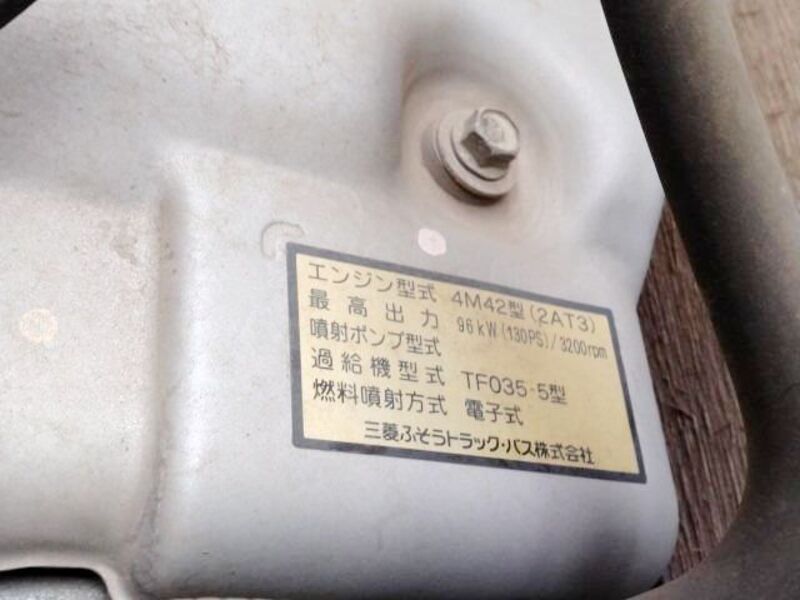 エンジン型式 4M42型(2AT3)
最高出力 96kW(130PS)/3200rpm
噴射ポンプ型式
過給機型式 TF035-5型
燃料噴射方式 電子式
三菱ふそうトラック・バス株式会社